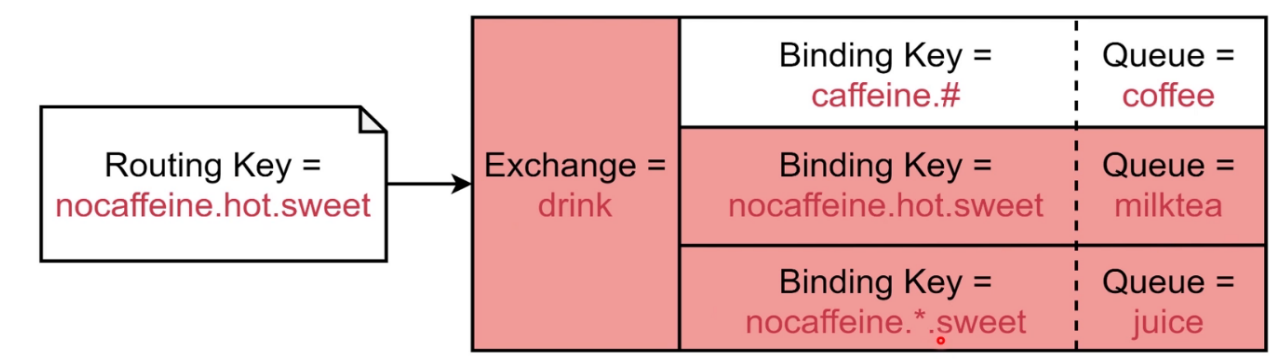 Routing Key =
nocaffeine.hot.sweet
Exchange =
drink
Binding Key =
caffeine.#
Queue =
coffee
Binding Key =
nocaffeine.hot.sweet
Queue =
milktea
Binding Key =
nocaffeine.*.sweet
Queue =
juice